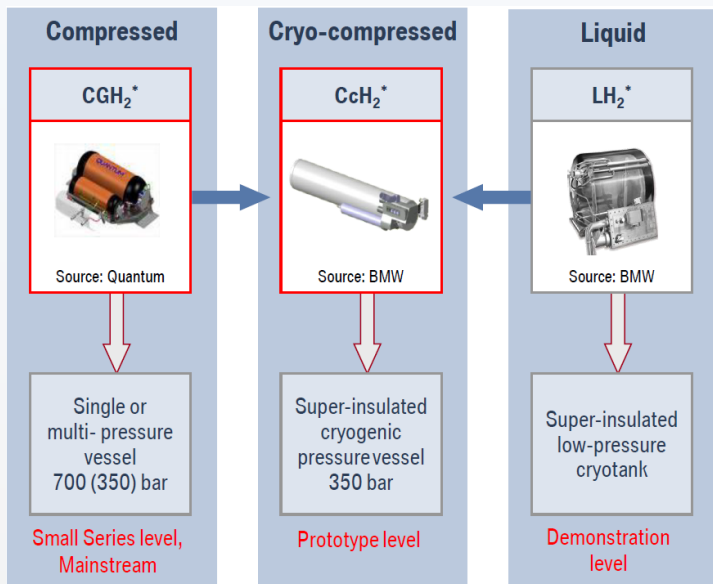 Compressed
CGH₂*
QUANTUM
Source: Quantum
Single or
multi- pressure
vessel
700 (350) bar
Small Series level,
Mainstream
Cryo-compressed
CcH₂*
Source: BMW
Super-insulated
cryogenic
pressure vessel
350 bar
Prototype level
Liquid
LH₂*
Source: BMW
Super-insulated
low-pressure
cryotank
Demonstration
level